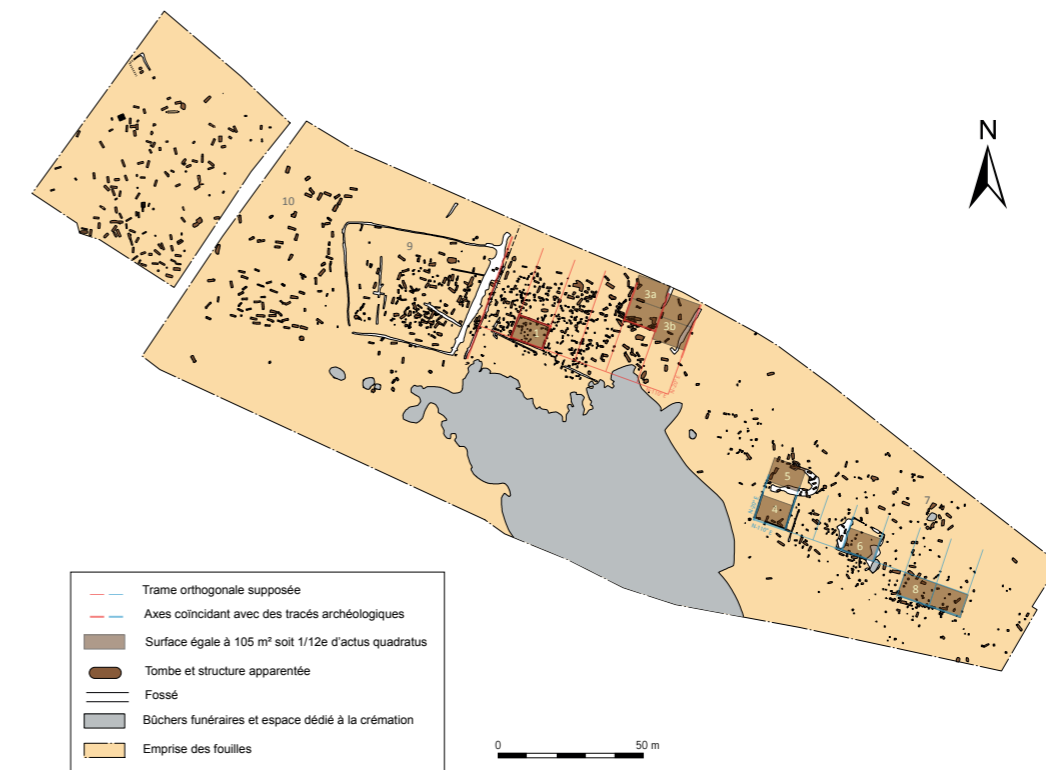 N
10
9
3a
3b
1
5
4
7
6
8
Trame orthogonale supposée
Axes coïncidant avec des tracés archéologiques
Surface égale à 105 m² soit 1/12e d'actus quadratus
Tombe et structure apparentée
Fossé
Bûchers funéraires et espace dédié à la crémation
Emprise des fouilles
0 50 m